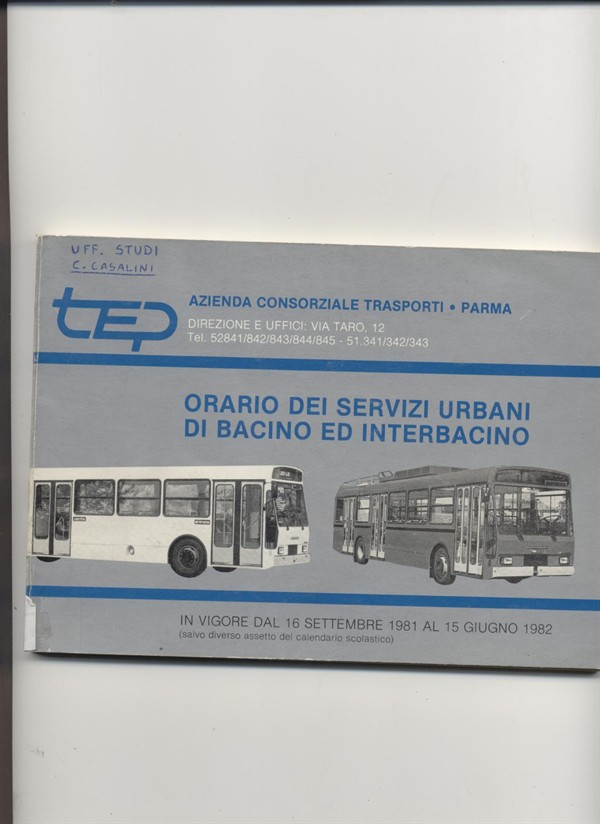 UFF. STUDI
C. CASALINI
tEP
AZIENDA CONSORZIALE TRASPORTI • PARMA
DIREZIONE E UFFICI: VIA TARO, 12
Tel. 52841/842/843/844/845 - 51.341/342/343
ORARIO DEI SERVIZI URBANI
DI BACINO ED INTERBACINO
IN VIGORE DAL 16 SETTEMBRE 1981 AL 15 GIUGNO 1982
(salvo diverso assetto del calendario scolastico)